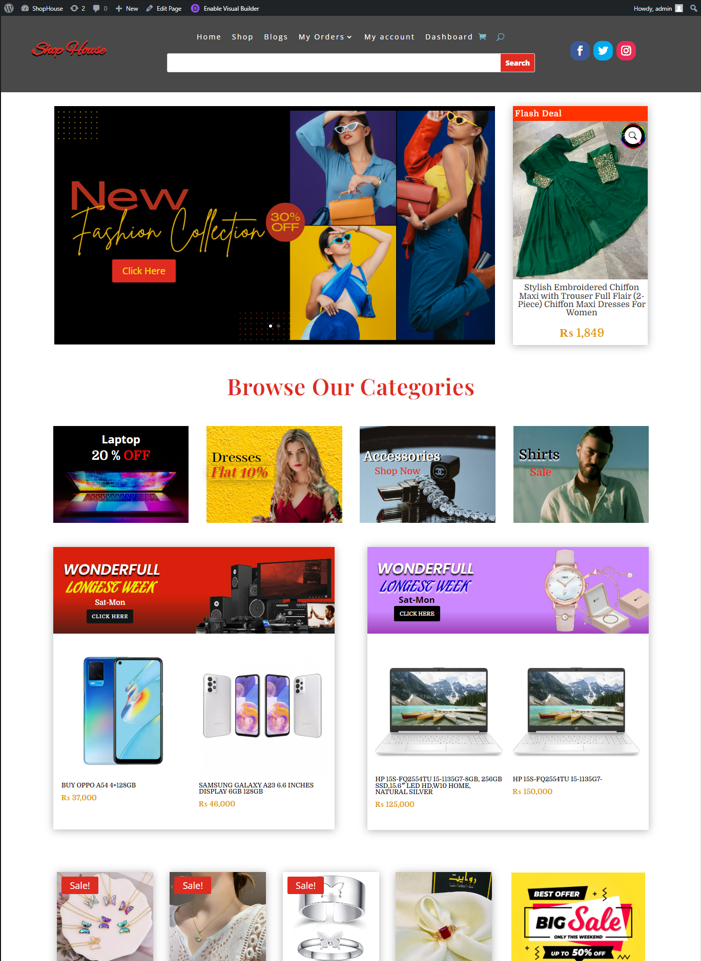 ShopHouse 2 0 New Edit Page Enable Visual Builder Howdy, admin
Shop House
Home Shop Blogs My Orders My account Dashboard
Search
Flash Deal
New
Fashion Collection
30%
OFF
Click Here
Stylish Embroidered Chiffon
Maxi with Trouser Full Flair (2-
Piece) Chiffon Maxi Dresses For
Women
Rs 1,849
Browse Our Categories
Laptop
20 % OFF
Dresses
Flat 10%
Accessories
Shop Now
Shirts
Sale
WONDERFULL
LONGEST WEEK
Sat-Mon
CLICK HERE
WONDERFULL
LONGEST WEEK
Sat-Mon
CLICK HERE
BUY OPPO A54 4+128GB
Rs 37,000
SAMSUNG GALAXY A23 6.6 INCHES
DISPLAY 6GB 128GB
Rs 46,000
HP 15S-FQ2554TU I5-1135G7-8GB, 256GB
SSD,15.6″ LED HD,W10 HOME,
NATURAL SILVER
Rs 125,000
HP 15S-FQ2554TU I5-1135G7-
Rs 150,000
Sale!
Sale!
Sale!
روایت
BEST OFFER
BIG Sale
ONLY THIS WEEKEND
UP TO 50% OFF